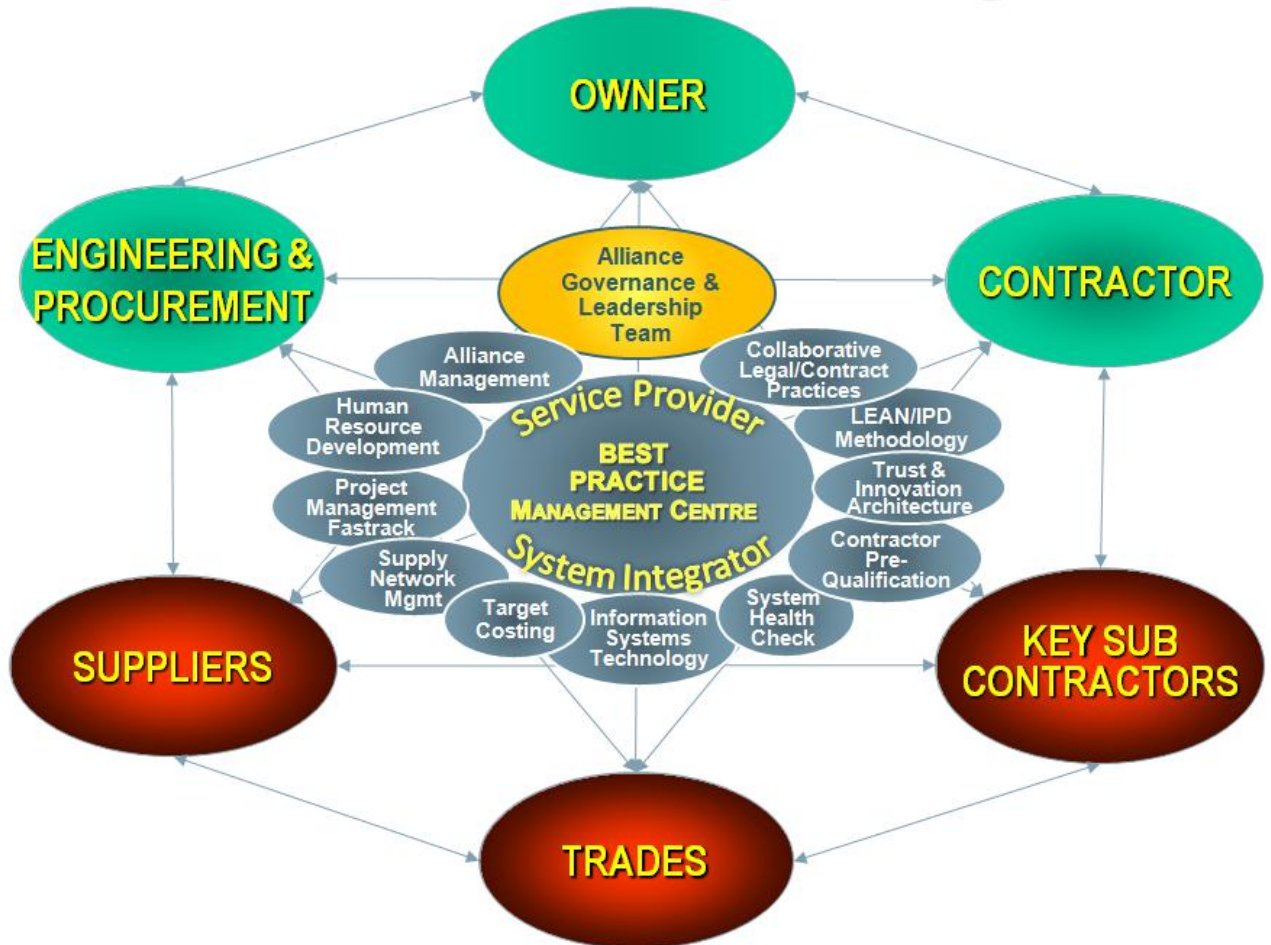 OWNER
ENGINEERING &
PROCUREMENT
Alliance
Governance &
Leadership
Team
CONTRACTOR
Alliance
Management
Collaborative
Legal/Contract
Practices
Human
Resource
Development
Service Provider
BEST
PRACTICE
MANAGEMENT CENTRE
System Integrator
LEAN/IPD
Methodology
Trust &
Innovation
Architecture
Project
Management
Fastrack
Contractor
Pre-
Qualification
Supply
Network
Mgmt
Target
Costing
Information
Systems
Technology
System
Health
Check
SUPPLIERS
KEY SUB
CONTRACTORS
TRADES